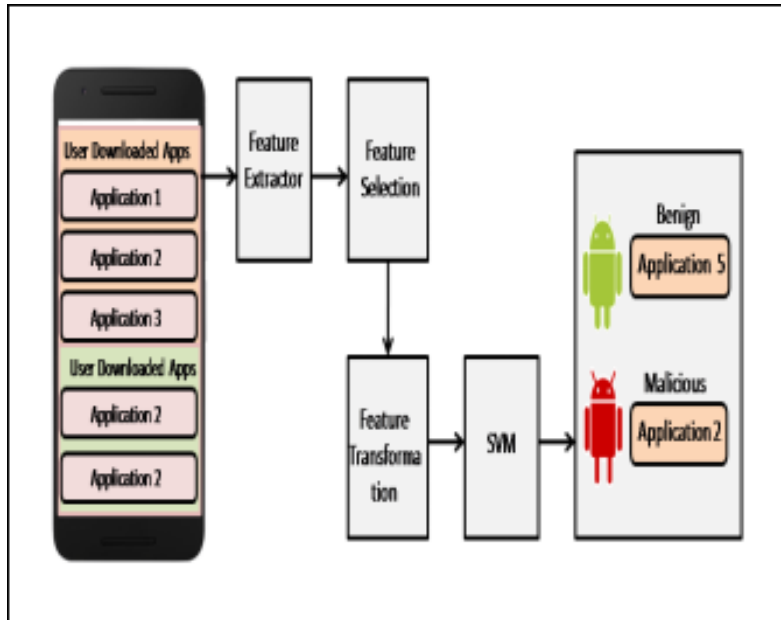 User Downloaded Apps
Application 1
Application 2
Application 3
User Downloaded Apps
Application 2
Application 2
Feature
Extractor
Feature
Selection
Feature
Transforma
tion
SVM
Benign
Application 5
Malicious
Application 2